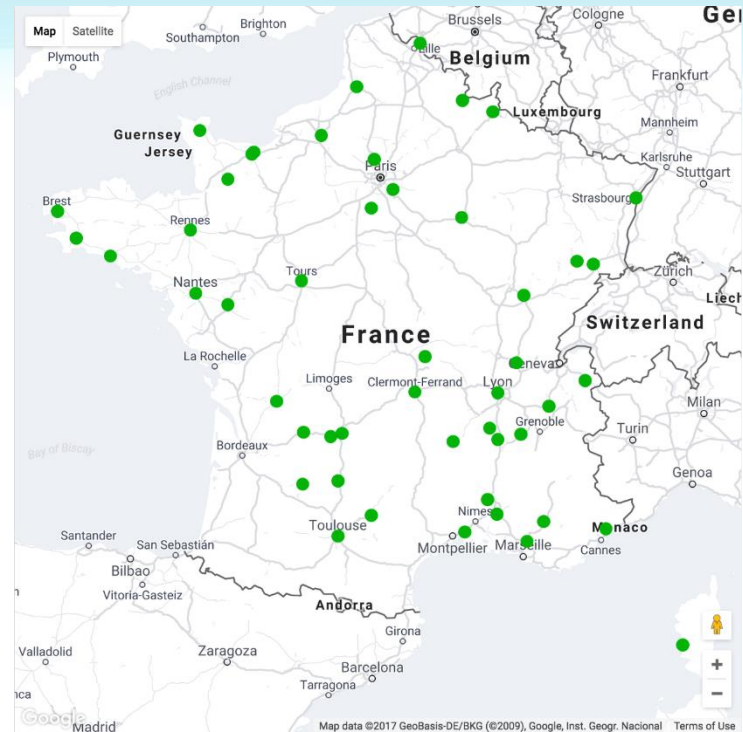 Map
Satellite
Southampton
Brighton
Brussels
Cologne
Plymouth
Lille
Belgium
Frankfurt
English Channel
Luxembourg
Mannheim
Guernsey
Jersey
Karlsruhe
Stuttgart
Paris
Strasbourg
Brest
Rennes
Zürich
Tours
Nantes
Liech
Switzerland
France
La Rochelle
Limoges
Clermont-Ferrand
Lyon
Geneva
Milan
Turin
Grenoble
Bordeaux
Bay of Biscay
Genoa
Nimes
Toulouse
Monaco
Santander
San Sebastián
Montpellier
Marseille
Cannes
Bilbao
Vitoria-Gasteiz
Andorra
Girona
Valladolid
Zaragoza
Barcelona
Tarragona
Google
Madrid
Map data ©2017 GeoBasis-DE/BKG (©2009), Google, Inst. Geogr. Nacional
Terms of Use